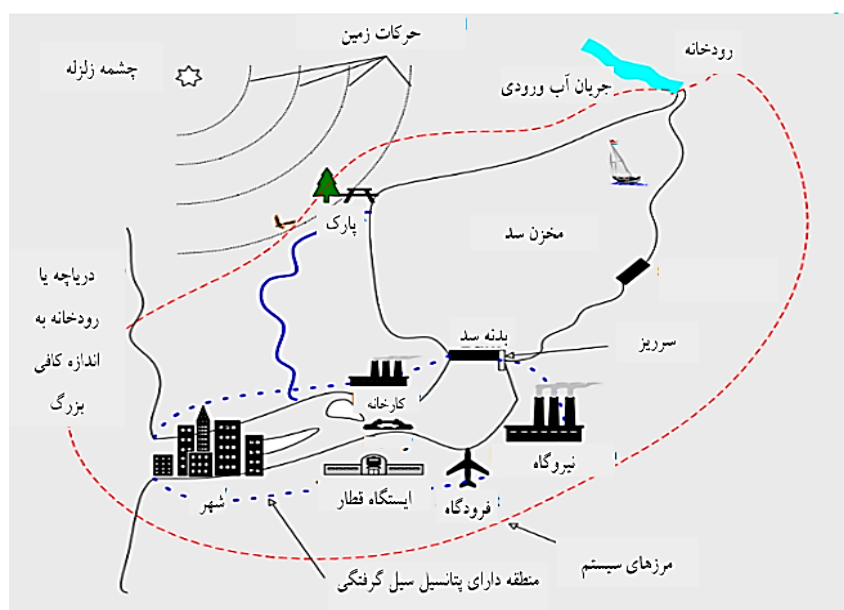 حرکات زمین
رودخانه
چشمه زلزله
جریان آب ورودی
پارک
مخزن سد
دریاچه یا
رودخانه به
اندازه کافی
بزرگ
بدنه سد
سرریز
کارخانه
نیروگاه
شهر
ایستگاه قطار
فرودگاه
مرزهای سیستم
منطقه دارای پتانسیل سیل گرفتگی